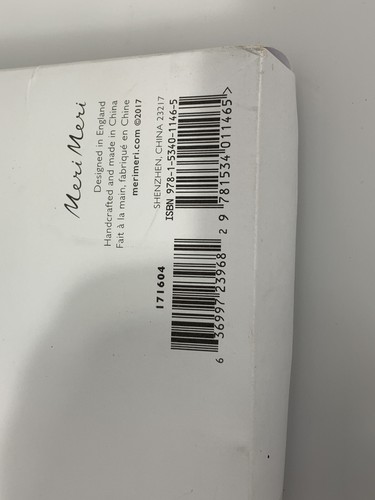 Meri Meri
Designed in England
Handcrafted and made in China
Fait à la main, fabriqué en Chine
merimeri.com ©2017
SHENZHEN, CHINA 23217
ISBN 978-1-5340-1146-5
9 781534 011465>
171604
6 36997 23968 2